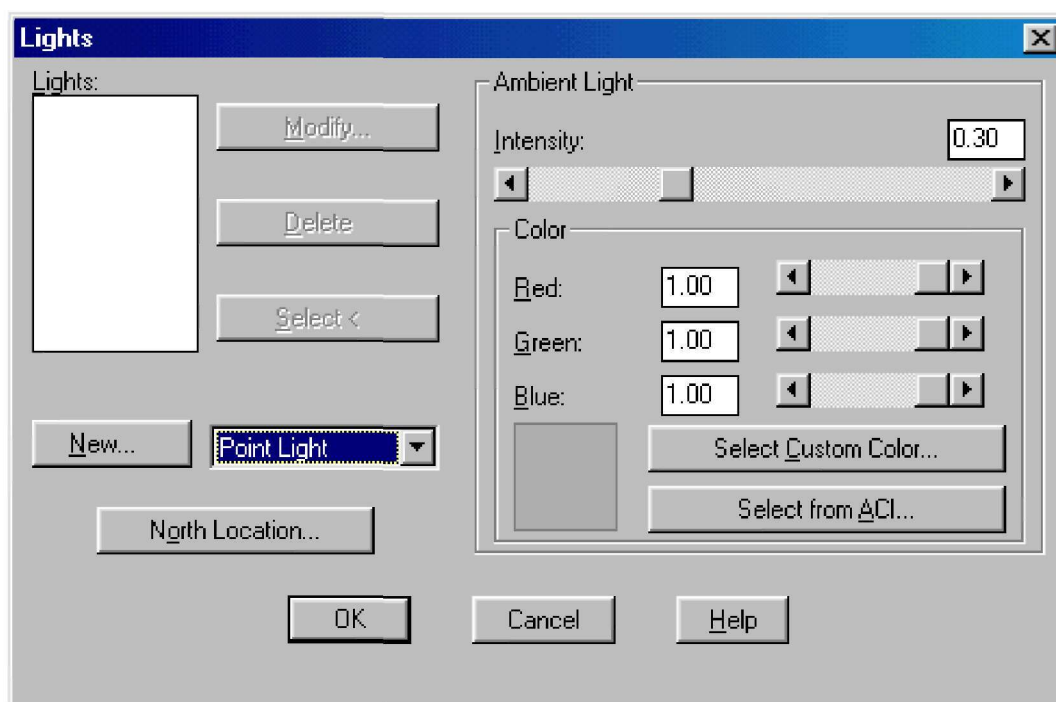 Lights
Lights:
Modify...
Delete
Select <
New...
Point Light
North Location...
Ambient Light
Intensity:
0.30
Color
Red:
1.00
Green:
1.00
Blue:
1.00
Select Custom Color...
Select from ACI...
OK
Cancel
Help